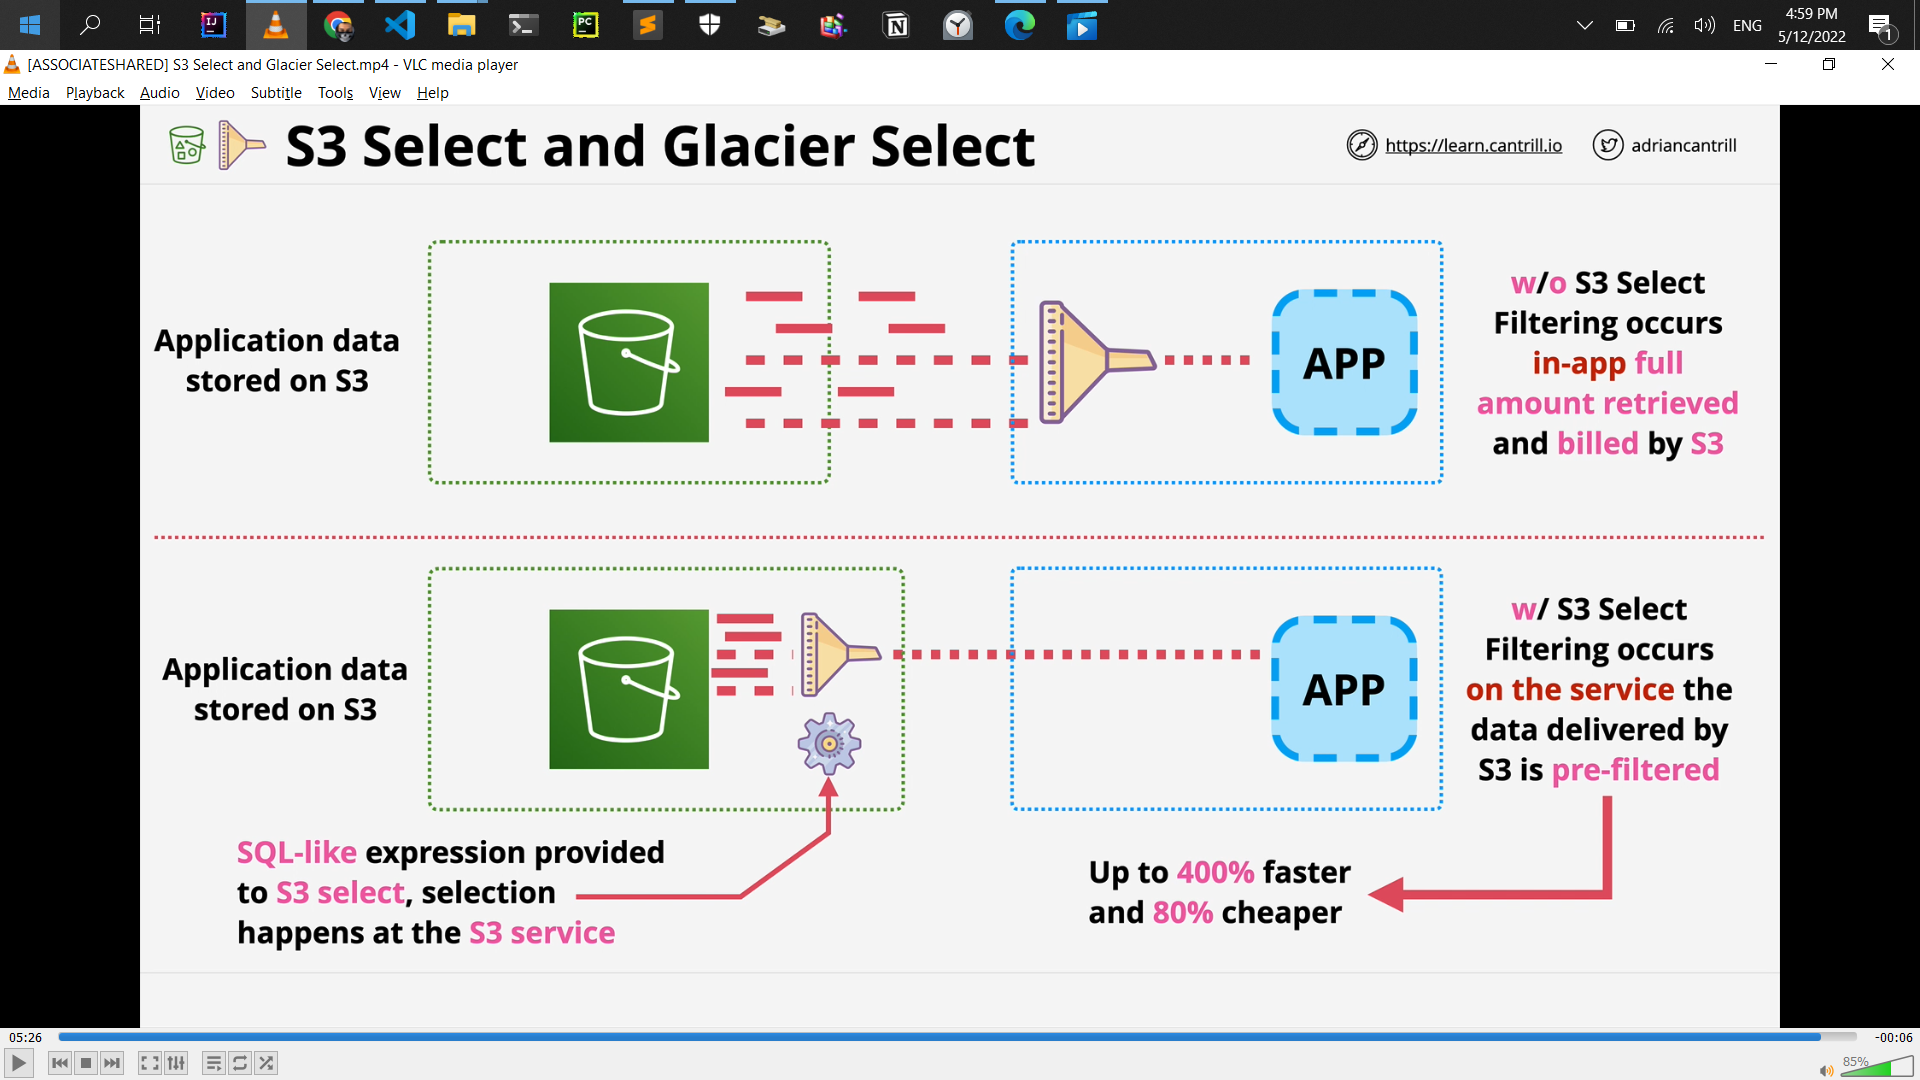 IJ
PC
N
ENG
4:59 PM
5/12/2022
1
[ASSOCIATESHARED] S3 Select and Glacier Select.mp4 - VLC media player
Media Playback Audio Video Subtitle Tools View Help
S3 Select and Glacier Select
https://learn.cantrill.io
adriancantrill
Application data
stored on S3
APP
w/o S3 Select
Filtering occurs
in-app full
amount retrieved
and billed by S3
Application data
stored on S3
APP
w/ S3 Select
Filtering occurs
on the service the
data delivered by
S3 is pre-filtered
SQL-like expression provided
to S3 select, selection
happens at the S3 service
Up to 400% faster
and 80% cheaper
05:26
-00:06
85%